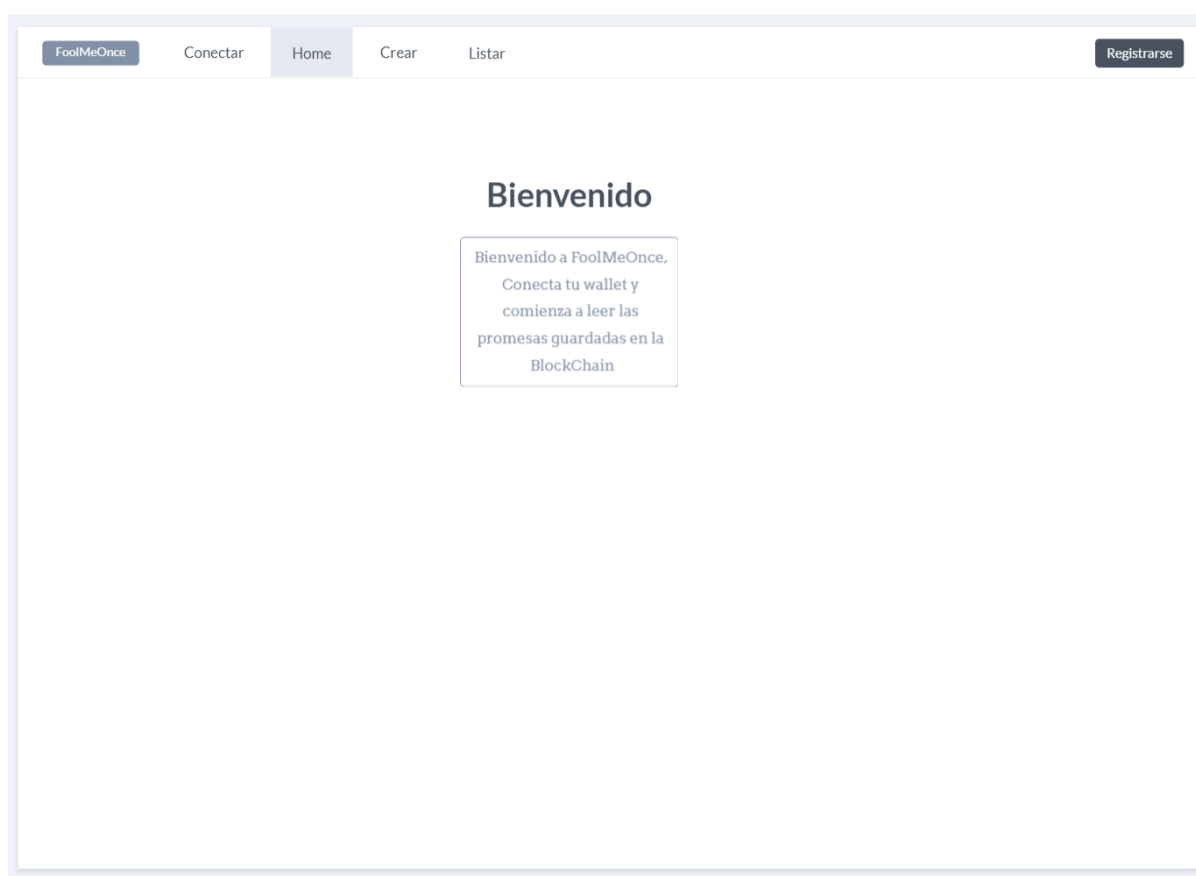 FoolMeOnce Conectar Home Crear Listar Registrarse
Bienvenido
Bienvenido a FoolMeOnce,
Conecta tu wallet y
comienza a leer las
promesas guardadas en la
BlockChain